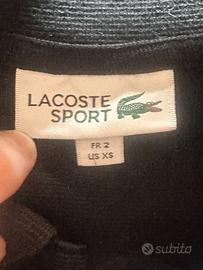 LACOSTE
SPORT
FR 2
US XS
subito